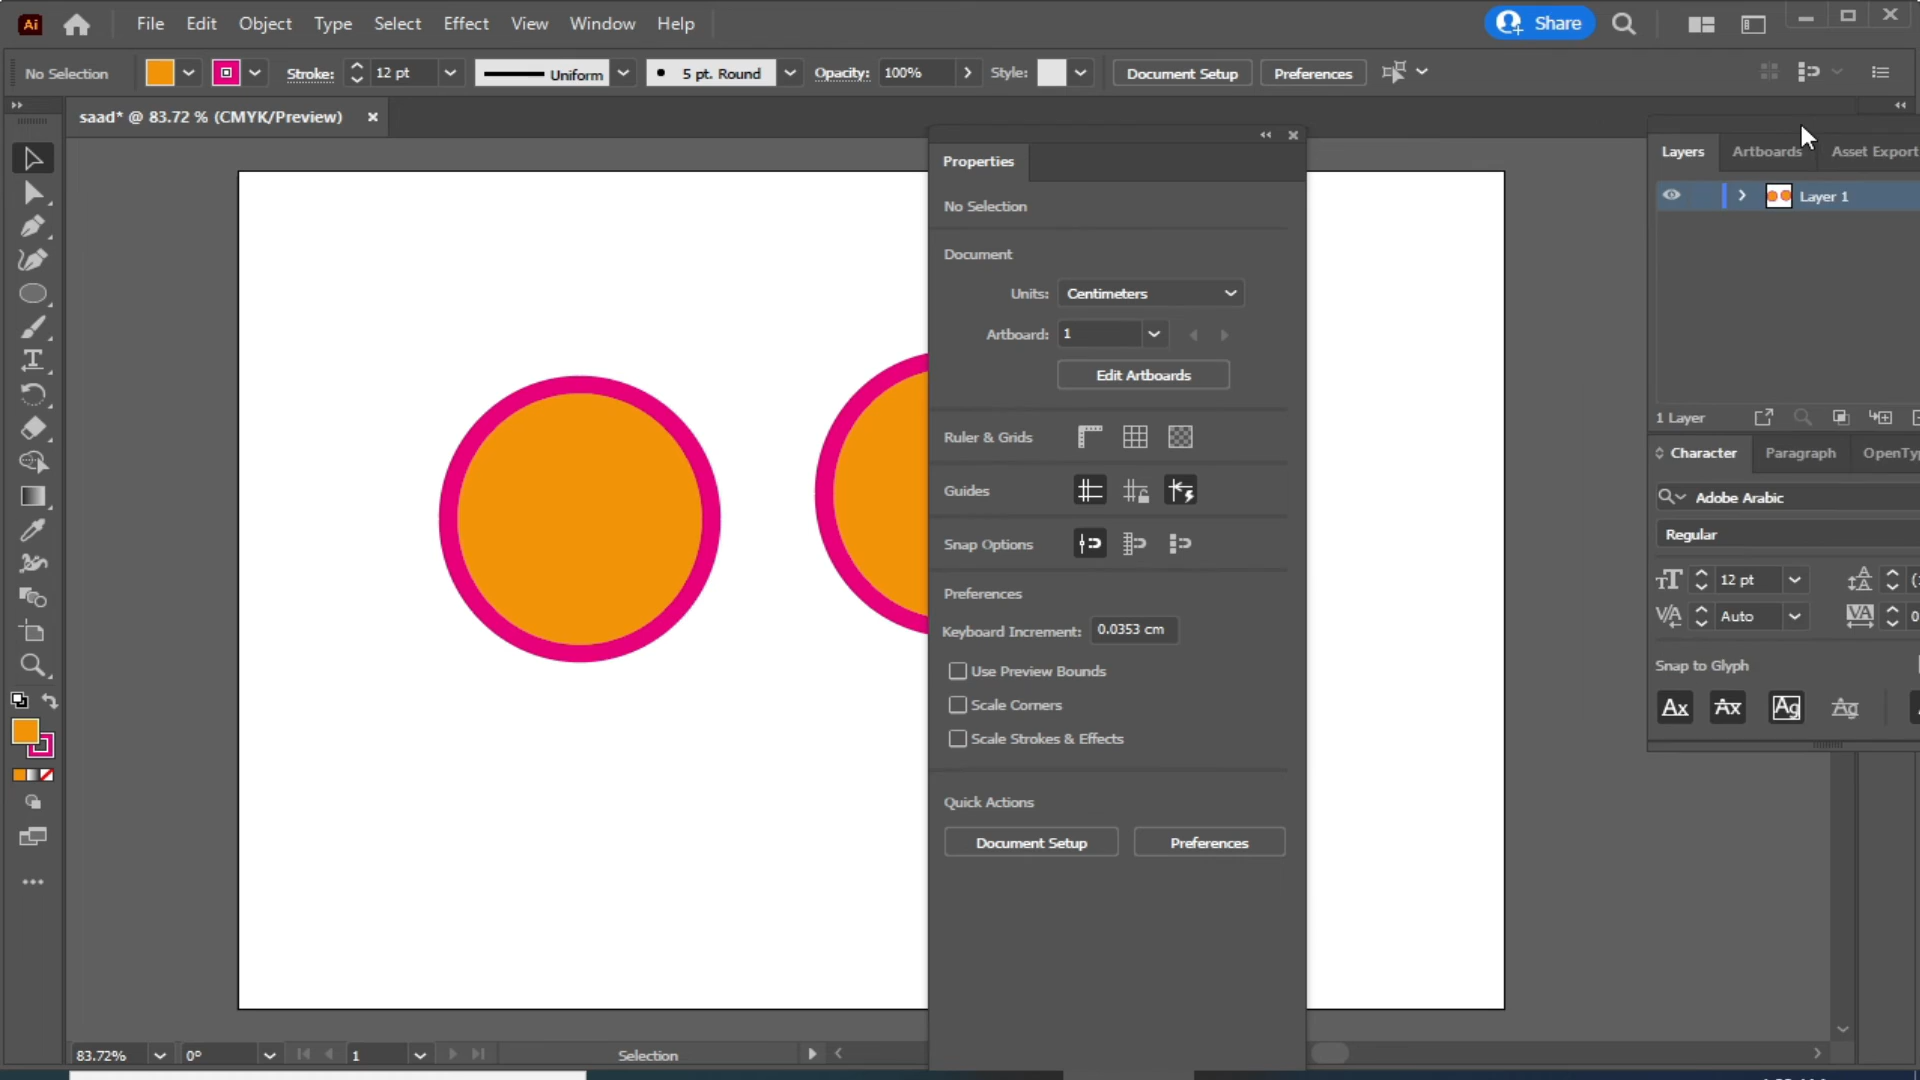 Ai File Edit Object Type Select Effect View Window Help Share
No Selection Stroke: 12 pt Uniform 5 pt. Round Opacity: 100% Style: Document Setup Preferences
saad* @ 83.72 % (CMYK/Preview)
Properties
No Selection
Document
Units: Centimeters
Artboard: 1
Edit Artboards
Ruler & Grids
Guides
Snap Options
Preferences
Keyboard Increment: 0.0353 cm
Use Preview Bounds
Scale Corners
Scale Strokes & Effects
Quick Actions
Document Setup Preferences
Layers Artboards Asset Export
Layer 1
1 Layer
Character Paragraph OpenTy
Adobe Arabic
Regular
12 pt
Auto
Snap to Glyph
83.72% 0° 1 Selection